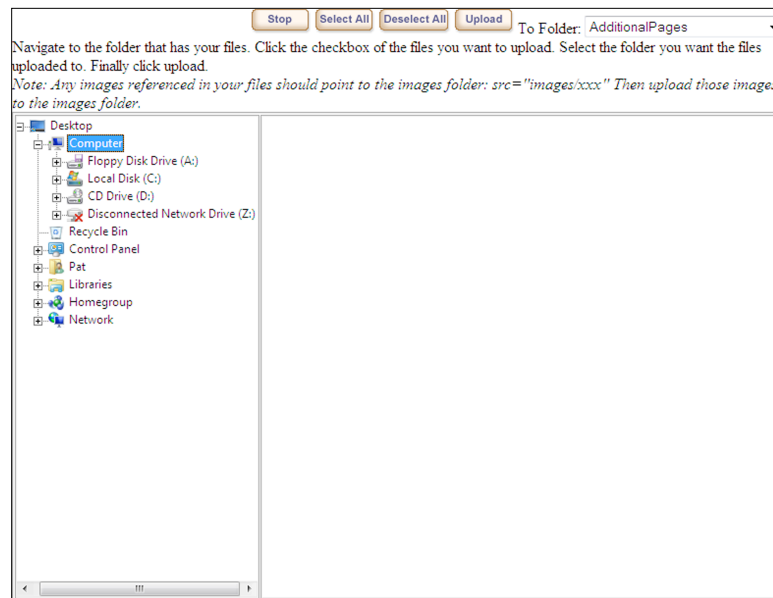 Stop Select All Deselect All Upload To Folder: AdditionalPages
Navigate to the folder that has your files. Click the checkbox of the files you want to upload. Select the folder you want the files
uploaded to. Finally click upload.
Note: Any images referenced in your files should point to the images folder: src="images/xxx" Then upload those images
to the images folder.
Desktop
Computer
Floppy Disk Drive (A:)
Local Disk (C:)
CD Drive (D:)
Disconnected Network Drive (Z:)
Recycle Bin
Control Panel
Pat
Libraries
Homegroup
Network